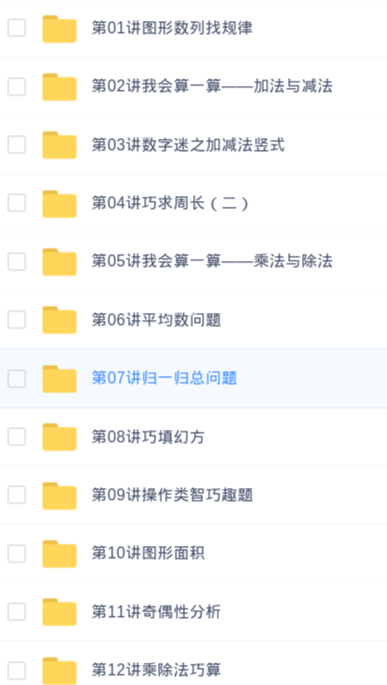 第01讲图形数列找规律
第02讲我会算一算——加法与减法
第03讲数字迷之加减法竖式
第04讲巧求周长（二）
第05讲我会算一算——乘法与除法
第06讲平均数问题
第07讲归一归总问题
第08讲巧填幻方
第09讲操作类智巧趣题
第10讲图形面积
第11讲奇偶性分析
第12讲乘除法巧算